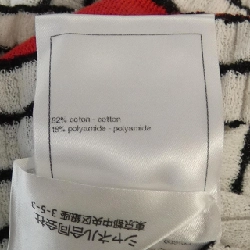 82% coton - cotton
18% polyamide - polyamide
シャネル合同会社
東京都中央区銀座 3-5-3